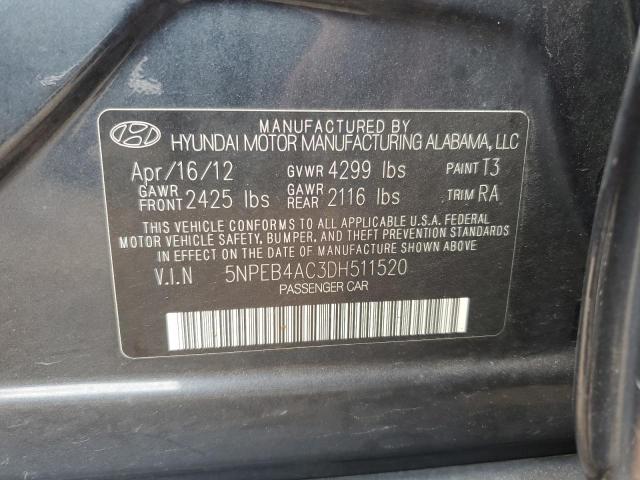 MANUFACTURED BY
HYUNDAI MOTOR MANUFACTURING ALABAMA, LLC
Apr/16/12 GVWR 4299 lbs PAINT T3
GAWR FRONT 2425 lbs GAWR REAR 2116 lbs TRIM RA
THIS VEHICLE CONFORMS TO ALL APPLICABLE U.S.A. FEDERAL
MOTOR VEHICLE SAFETY, BUMPER, AND THEFT PREVENTION STANDARDS
IN EFFECT ON THE DATE OF MANUFACTURE SHOWN ABOVE
V.I.N 5NPEB4AC3DH511520
PASSENGER CAR